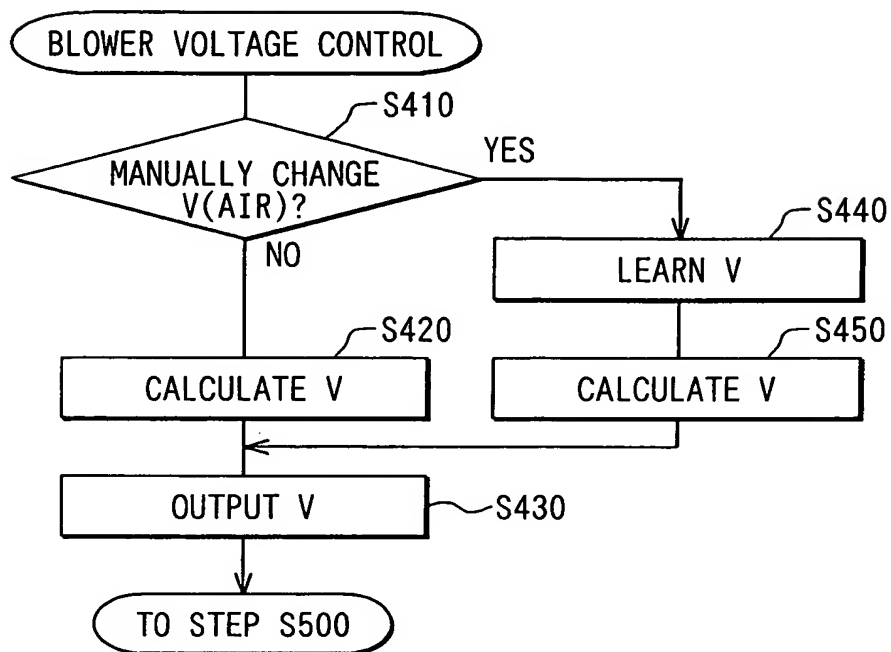 BLOWER VOLTAGE CONTROL
S410
MANUALLY CHANGE
V(AIR)?
YES
NO
S440
LEARN V
S420
CALCULATE V
S450
CALCULATE V
OUTPUT V
S430
TO STEP S500